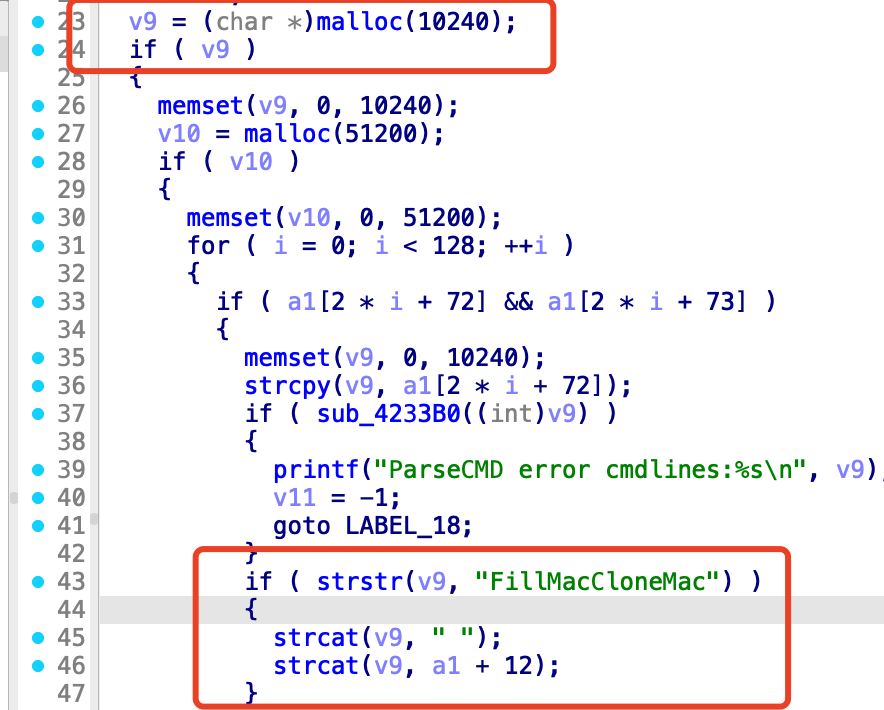 23 v9 = (char *)malloc(10240);
24 if ( v9 )
25 {
26 memset(v9, 0, 10240);
27 v10 = malloc(51200);
28 if ( v10 )
29 {
30 memset(v10, 0, 51200);
31 for ( i = 0; i < 128; ++i )
32 {
33 if ( a1[2 * i + 72] && a1[2 * i + 73] )
34 {
35 memset(v9, 0, 10240);
36 strcpy(v9, a1[2 * i + 72]);
37 if ( sub_4233B0((int)v9) )
38 {
39 printf("ParseCMD error cmdlines:%s\n", v9)
40 v11 = -1;
41 goto LABEL_18;
42 }
43 if ( strstr(v9, "FillMacCloneMac") )
44 {
45 strcat(v9, " ");
46 strcat(v9, a1 + 12);
47 }